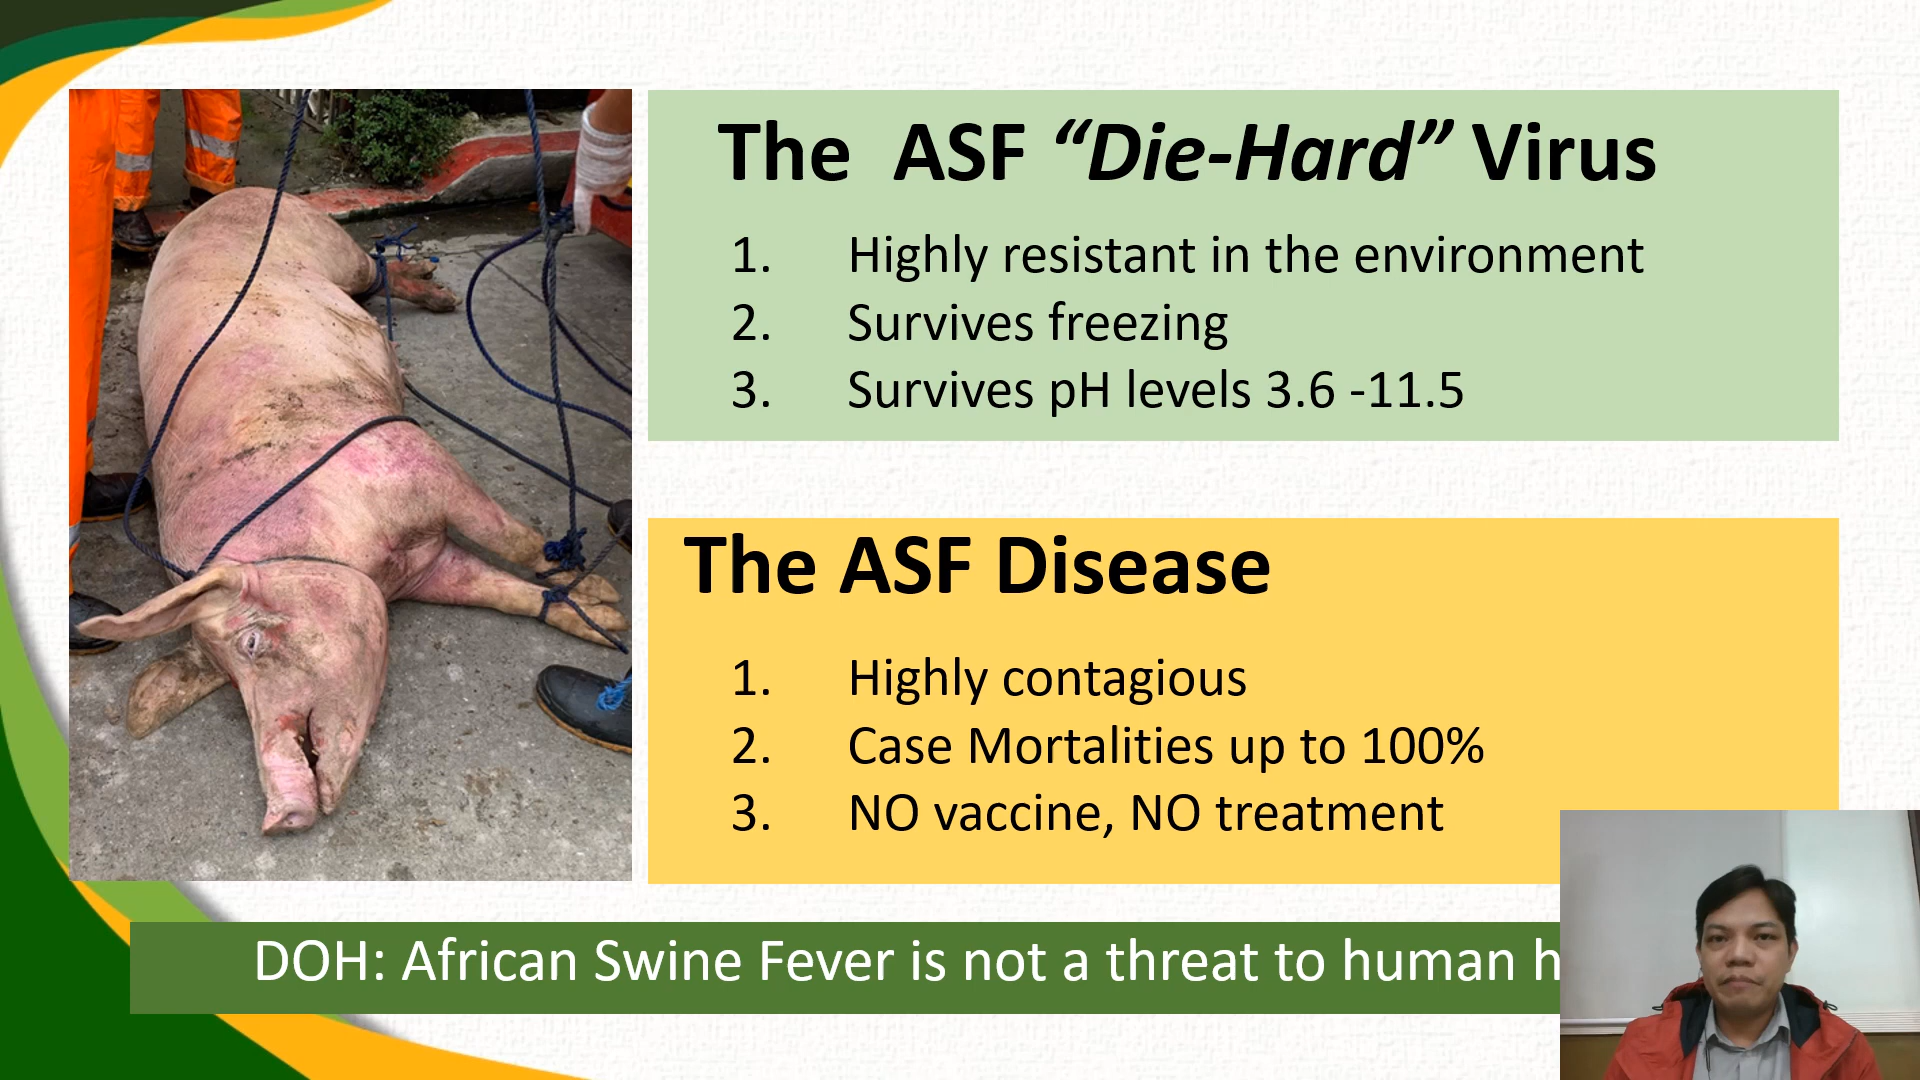 The ASF “Die-Hard” Virus
1. Highly resistant in the environment
2. Survives freezing
3. Survives pH levels 3.6 -11.5
The ASF Disease
1. Highly contagious
2. Case Mortalities up to 100%
3. NO vaccine, NO treatment
DOH: African Swine Fever is not a threat to human h